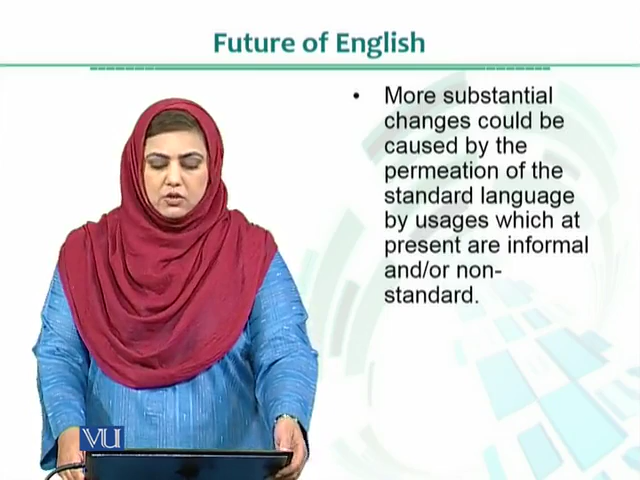 Future of English
• More substantial
changes could be
caused by the
permeation of the
standard language
by usages which at
present are informal
and/or non-
standard.
VU